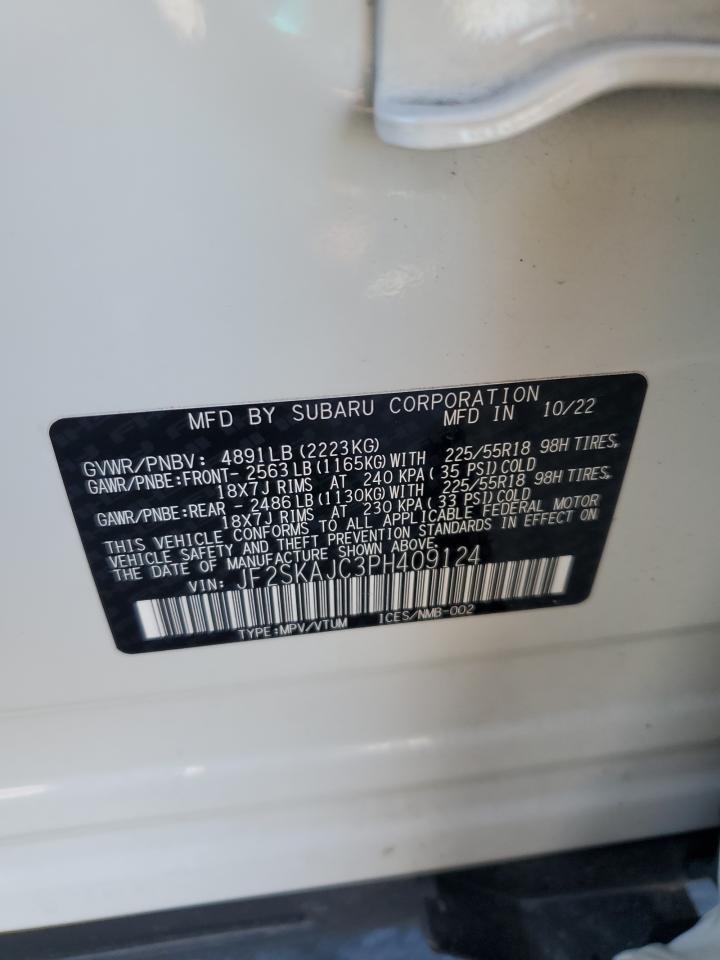 MFD BY SUBARU CORPORATION
MFD IN 10/22
GVWR/PNBV: 4891LB (2223KG)
GAWR/PNBE:FRONT- 2563LB(1165KG)WITH 225/55R18 98H TIRES,
18X7J RIMS AT 240 KPA(35 PSI)COLD
GAWR/PNBE:REAR - 2486LB(1130KG)WITH 225/55R18 98H TIRES,
18X7J RIMS AT 230 KPA(33 PSI)COLD
THIS VEHICLE CONFORMS TO ALL APPLICABLE FEDERAL MOTOR
VEHICLE SAFETY AND THEFT PREVENTION STANDARDS IN EFFECT ON
THE DATE OF MANUFACTURE SHOWN ABOVE.
VIN: JF2SKAJC3PH409124
TYPE:MPV/VTUM ICES/NMB-002